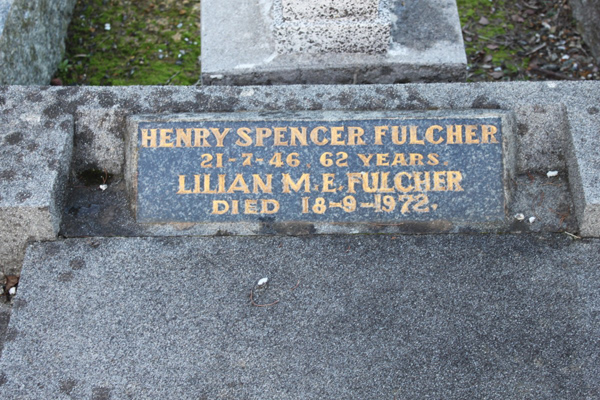 HENRY SPENCER FULCHER
21-7-46 62 YEARS.
LILIAN M.E. FULCHER
DIED 18-9-1972.